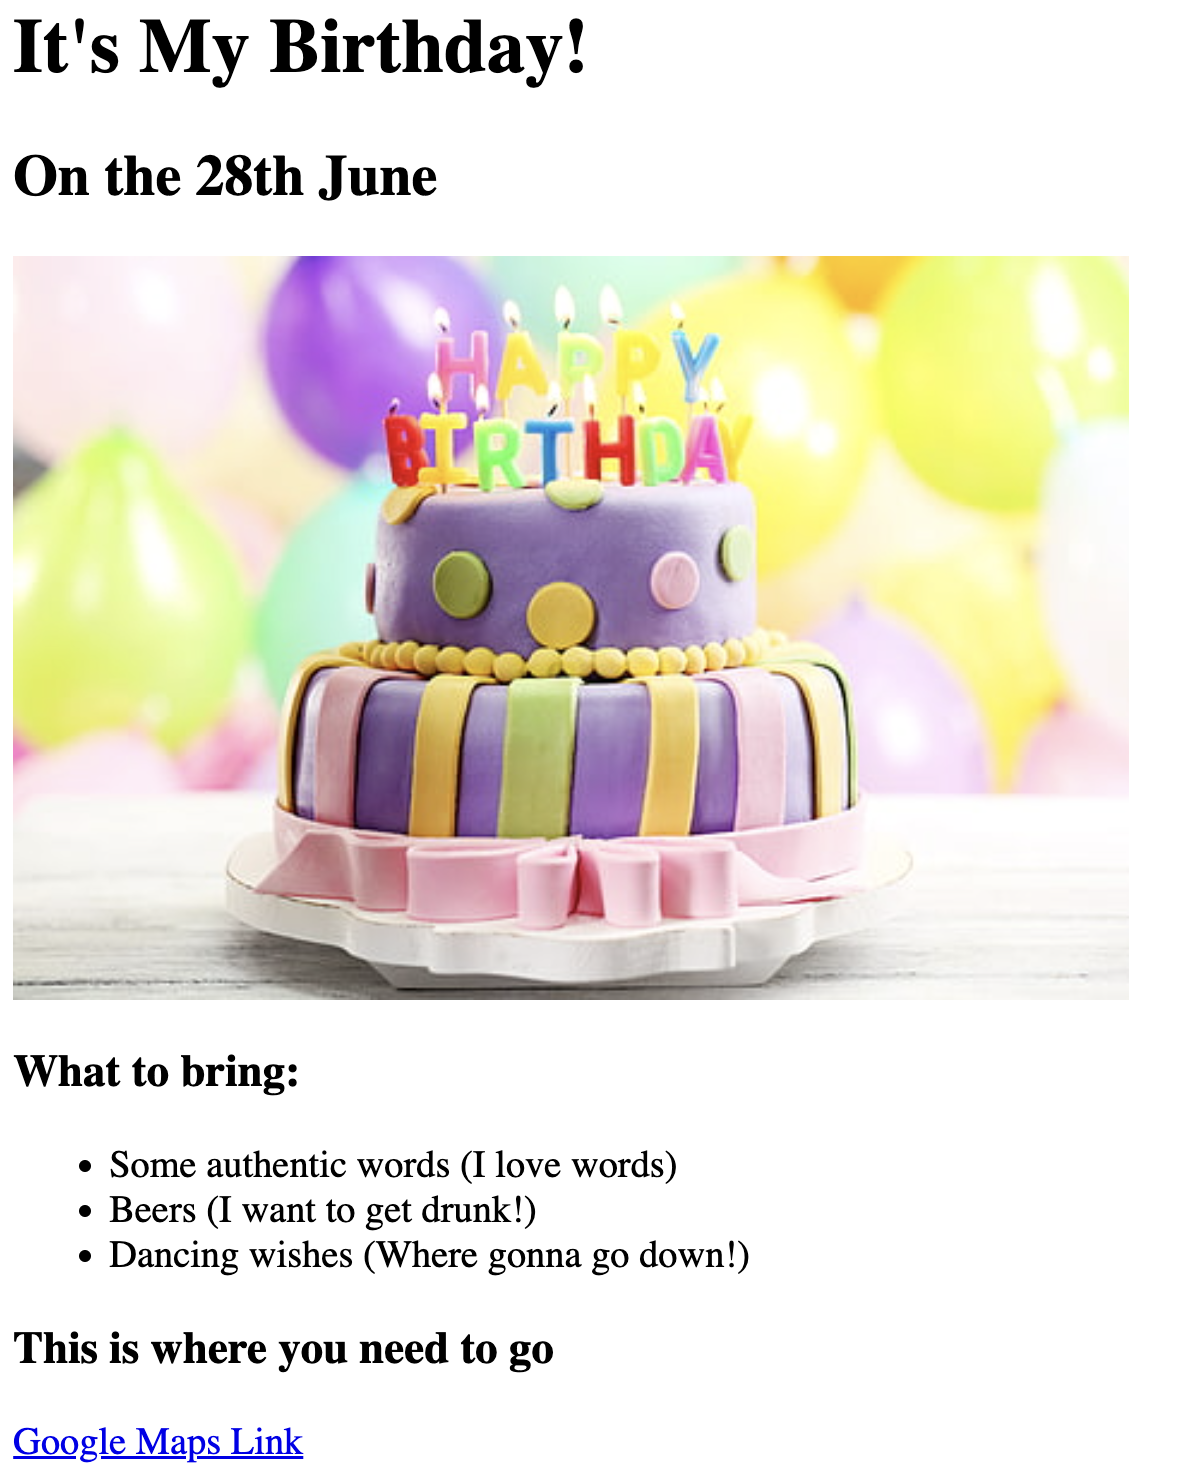 It's My Birthday!
On the 28th June
HAPPY
BIRTHDAY
What to bring:
Some authentic words (I love words)
Beers (I want to get drunk!)
Dancing wishes (Where gonna go down!)
This is where you need to go
Google Maps Link